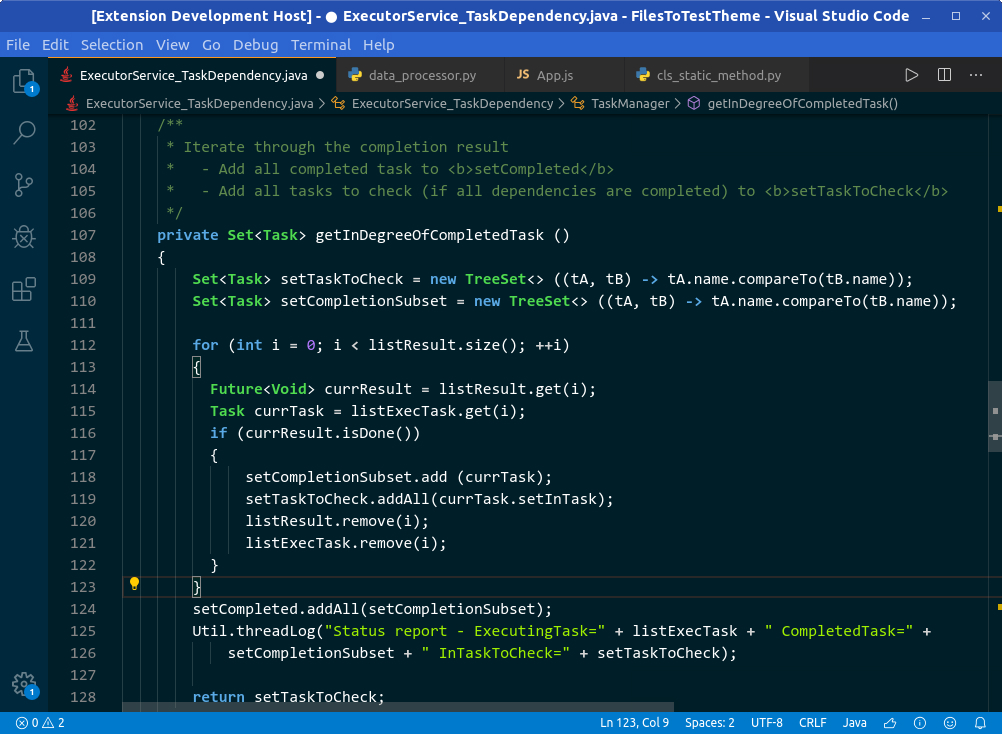 [Extension Development Host] - ● ExecutorService_TaskDependency.java - FilesToTestTheme - Visual Studio Code
File Edit Selection View Go Debug Terminal Help
ExecutorService_TaskDependency.java ● data_processor.py JS App.js cls_static_method.py
ExecutorService_TaskDependency.java > ExecutorService_TaskDependency > TaskManager > getInDegreeOfCompletedTask()
1
102 /**
103 * Iterate through the completion result
104 *   - Add all completed task to <b>setCompleted</b>
105 *   - Add all tasks to check (if all dependencies are completed) to <b>setTaskToCheck</b>
106 */
107 private Set<Task> getInDegreeOfCompletedTask ()
108 {
109 Set<Task> setTaskToCheck = new TreeSet<> ((tA, tB) -> tA.name.compareTo(tB.name));
110 Set<Task> setCompletionSubset = new TreeSet<> ((tA, tB) -> tA.name.compareTo(tB.name));
111
112 for (int i = 0; i < listResult.size(); ++i)
113 {
114 Future<Void> currResult = listResult.get(i);
115 Task currTask = listExecTask.get(i);
116 if (currResult.isDone())
117 {
118 setCompletionSubset.add (currTask);
119 setTaskToCheck.addAll(currTask.setInTask);
120 listResult.remove(i);
121 listExecTask.remove(i);
122 }
123 }
124 setCompleted.addAll(setCompletionSubset);
125 Util.threadLog("Status report - ExecutingTask=" + listExecTask + " CompletedTask=" +
126 setCompletionSubset + " InTaskToCheck=" + setTaskToCheck);
127
128 return setTaskToCheck;
1
0 2 Ln 123, Col 9 Spaces: 2 UTF-8 CRLF Java